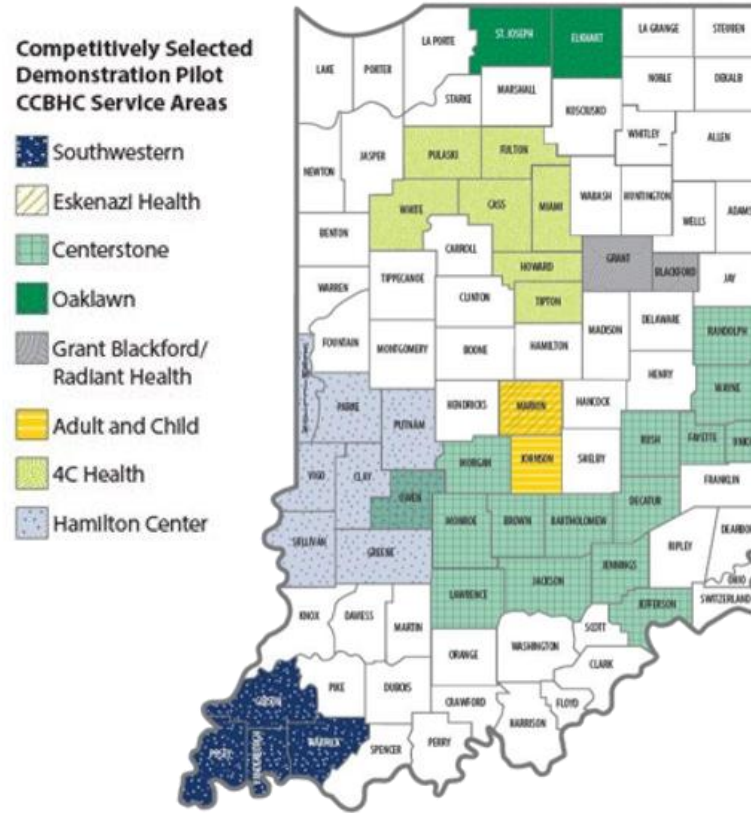 Competitively Selected
Demonstration Pilot
CCBHC Service Areas
Southwestern
Eskenazi Health
Centerstone
Oaklawn
Grant Blackford/
Radiant Health
Adult and Child
4C Health
Hamilton Center
LAKE
PORTER
LA PORTE
ST. JOSEPH
ELKHART
LA GRANGE
STEUBEN
NOBLE
DEKALB
STARKE
MARSHALL
KOSCIUSKO
WHITLEY
ALLEN
NEWTON
JASPER
PULASKI
FULTON
WABASH
HUNTINGTON
WELLS
ADAMS
WHITE
CASS
MIAMI
BENTON
CARROLL
HOWARD
GRANT
BLACKFORD
JAY
WARREN
TIPPECANOE
CLINTON
TIPTON
MADISON
DELAWARE
RANDOLPH
FOUNTAIN
MONTGOMERY
BOONE
HAMILTON
HENRY
WAYNE
PARKE
PUTNAM
HENDRICKS
MARION
HANCOCK
RUSH
FAYETTE
VIGO
CLAY
OWEN
MORGAN
JOHNSON
SHELBY
FRANKLIN
DECATUR
SULLIVAN
GREENE
MONROE
BROWN
BARTHOLOMEW
JENNINGS
RIPLEY
DEARBO
OHIO
SWITZERLAND
KNOX
DAVIESS
MARTIN
LAWRENCE
JACKSON
JEFFERSON
SCOTT
ORANGE
WASHINGTON
CLARK
GIBSON
PIKE
DUBOIS
CRAWFORD
FLOYD
HARRISON
POSEY
WARRICK
SPENCER
PERRY